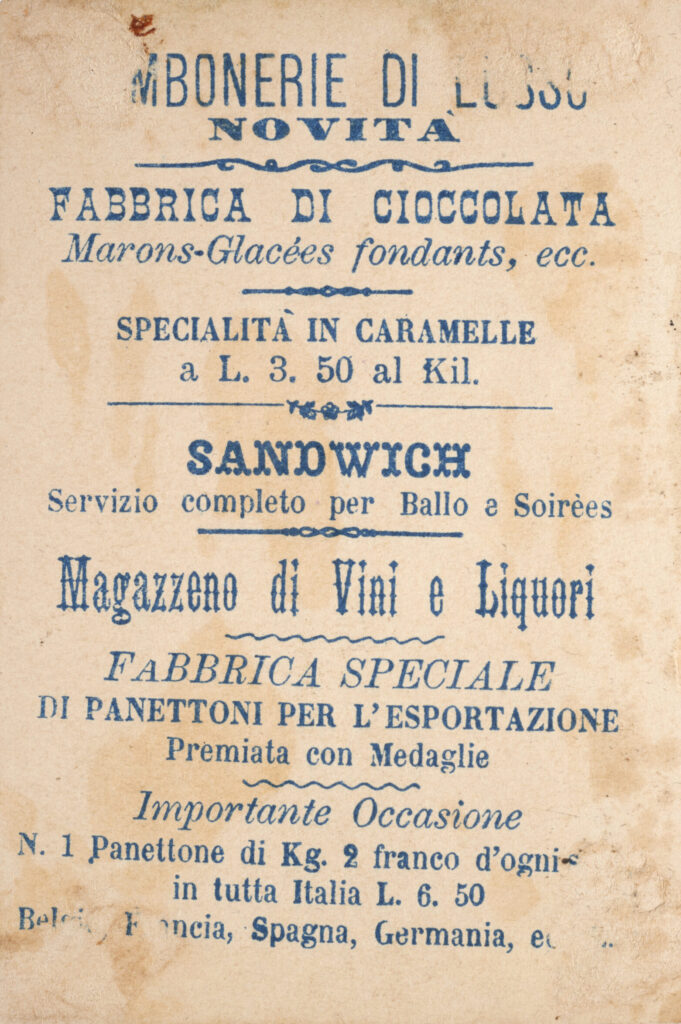 MBONERIE DI LUSSO
NOVITÀ
FABBRICA DI CIOCCOLATA
Marons-Glacées fondants, ecc.
SPECIALITÀ IN CARAMELLE
a L. 3. 50 al Kil.
SANDWICH
Servizio completo per Ballo e Soirèes
Magazzeno di Vini e Liquori
FABBRICA SPECIALE
DI PANETTONI PER L'ESPORTAZIONE
Premiata con Medaglie
Importante Occasione
N. 1 Panettone di Kg. 2 franco d'ogni
in tutta Italia L. 6. 50
Spagna, Germania,